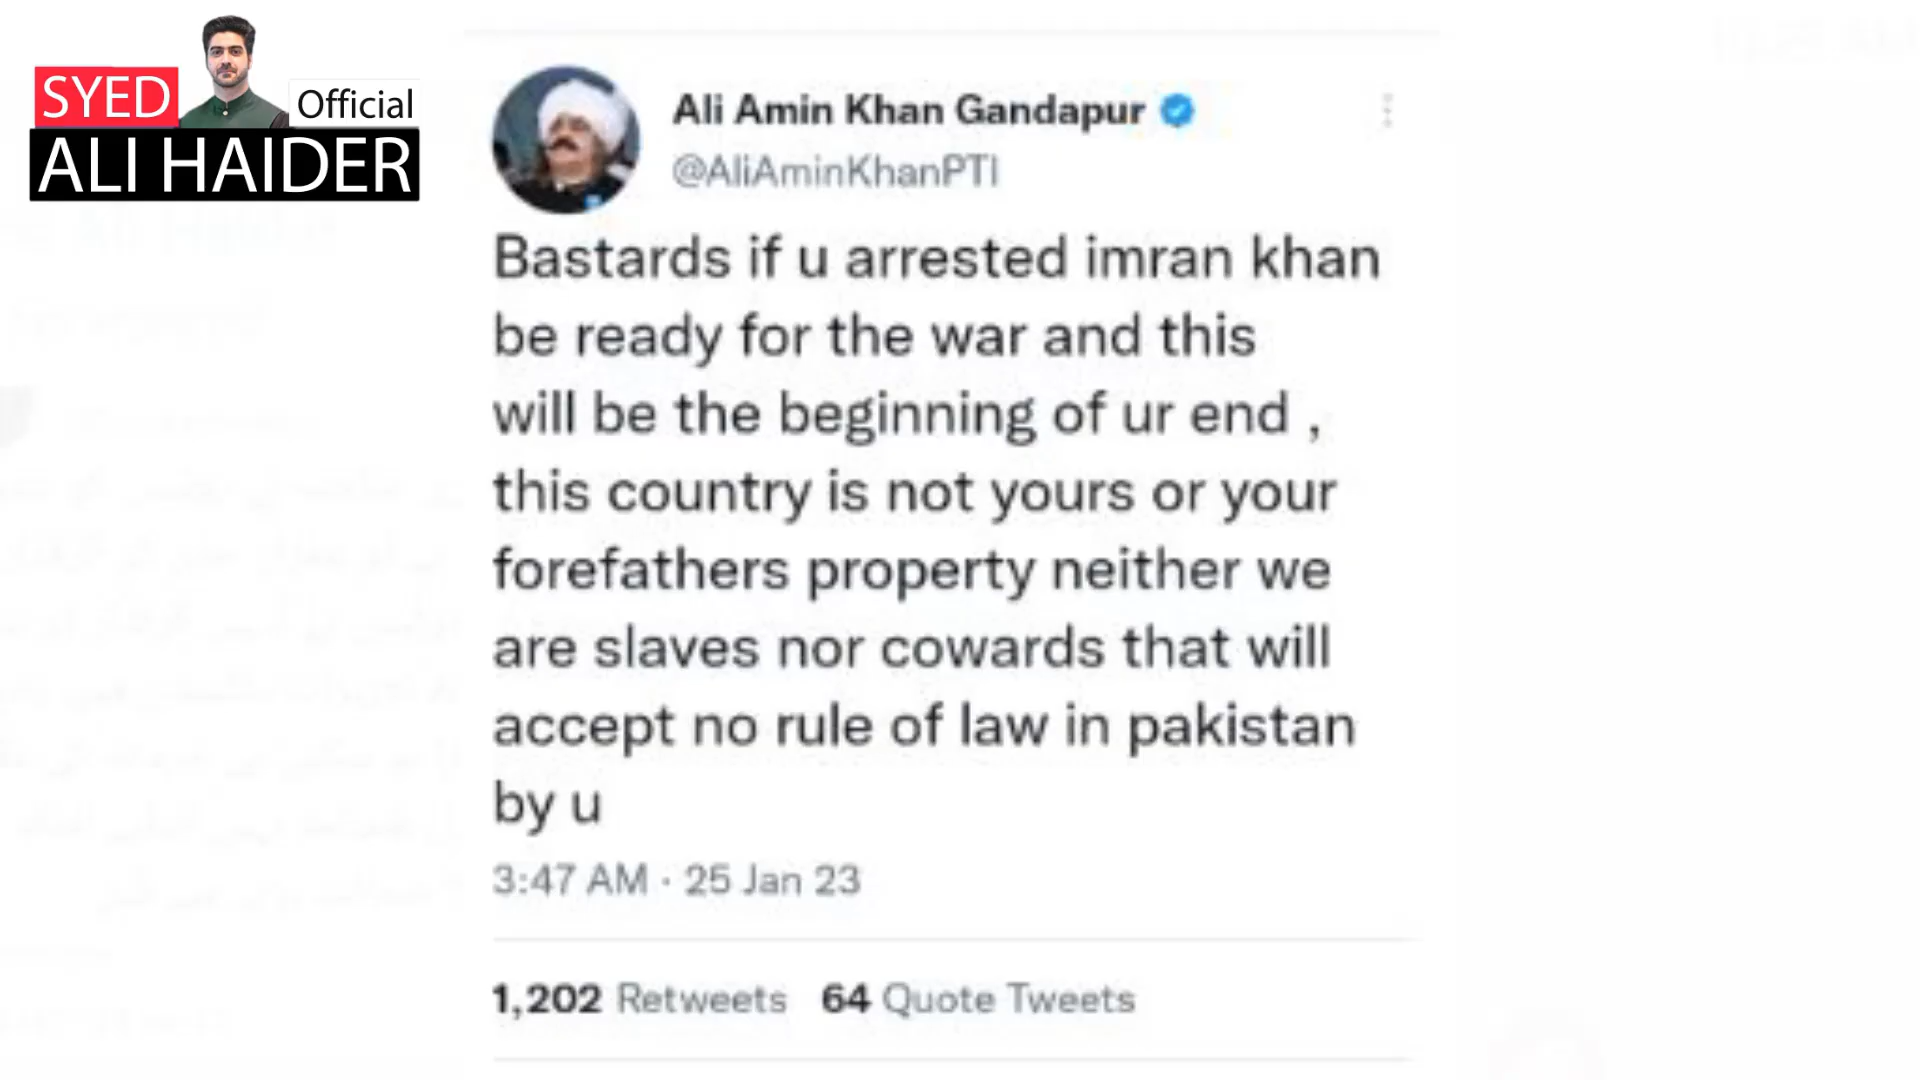 SYED
Official
ALI HAIDER
Ali Amin Khan Gandapur
@AliAminKhanPTI
Bastards if u arrested imran khan
be ready for the war and this
will be the beginning of ur end ,
this country is not yours or your
forefathers property neither we
are slaves nor cowards that will
accept no rule of law in pakistan
by u
3:47 AM · 25 Jan 23
1,202 Retweets 64 Quote Tweets